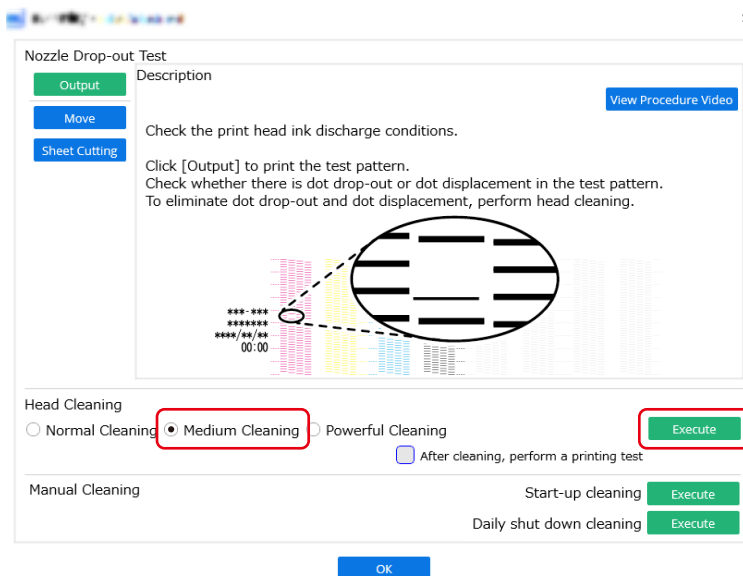 Nozzle Drop-out Test
Output
Description
View Procedure Video
Move
Sheet Cutting
Check the print head ink discharge conditions.
Click [Output] to print the test pattern.
Check whether there is dot drop-out or dot displacement in the test pattern.
To eliminate dot drop-out and dot displacement, perform head cleaning.
***-***
*******
****/**/**
00:00
Head Cleaning
Normal Cleaning Medium Cleaning Powerful Cleaning Execute
After cleaning, perform a printing test
Manual Cleaning
Start-up cleaning Execute
Daily shut down cleaning Execute
OK